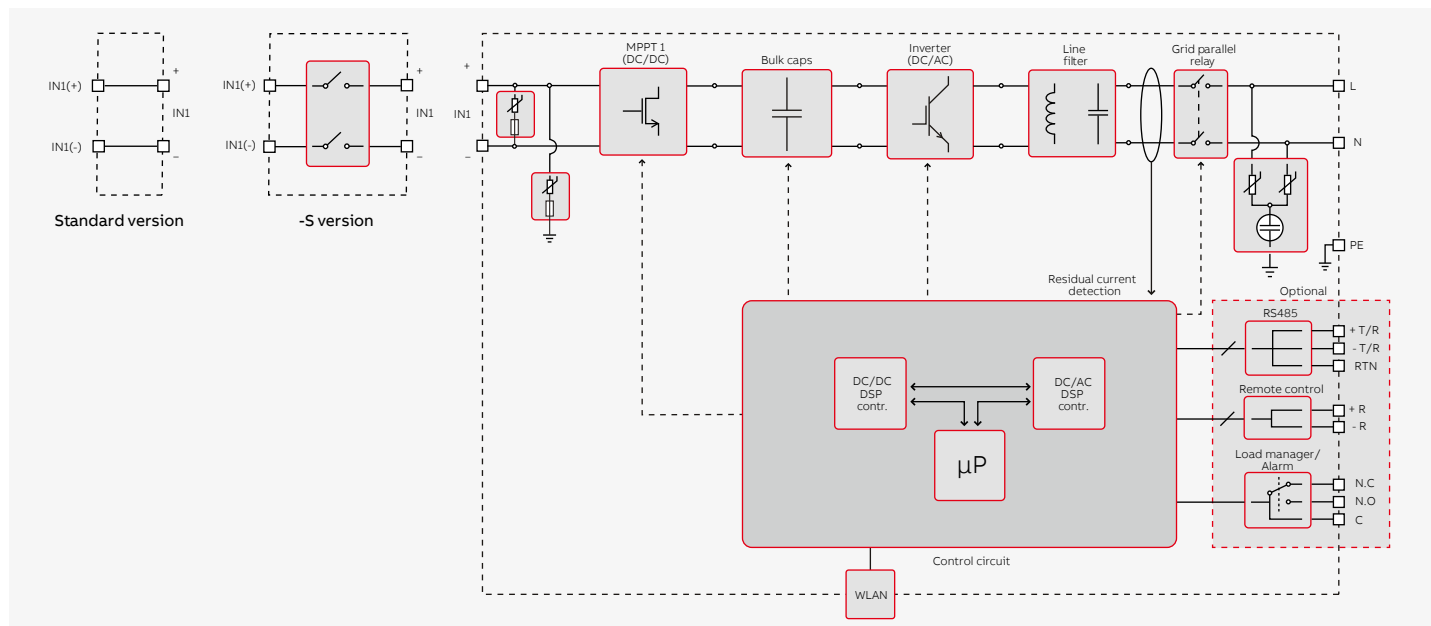 IN1(+)
+
IN1
IN1(-)
–
Standard version
IN1(+)
+
IN1
IN1(-)
–
-S version
+
IN1
–
MPPT 1
(DC/DC)
Bulk caps
Inverter
(DC/AC)
Line
filter
Grid parallel
relay
L
N
PE
Residual current
detection
Optional
RS485
+ T/R
- T/R
RTN
Remote control
+ R
- R
Load manager/
Alarm
N.C
N.O
C
DC/DC
DSP
contr.
DC/AC
DSP
contr.
µP
Control circuit
WLAN